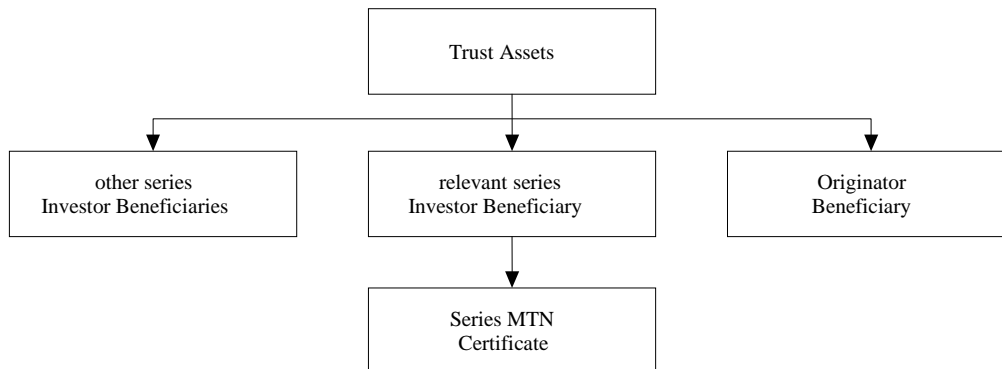 Trust Assets
other series
Investor Beneficiaries
relevant series
Investor Beneficiary
Originator
Beneficiary
Series MTN
Certificate